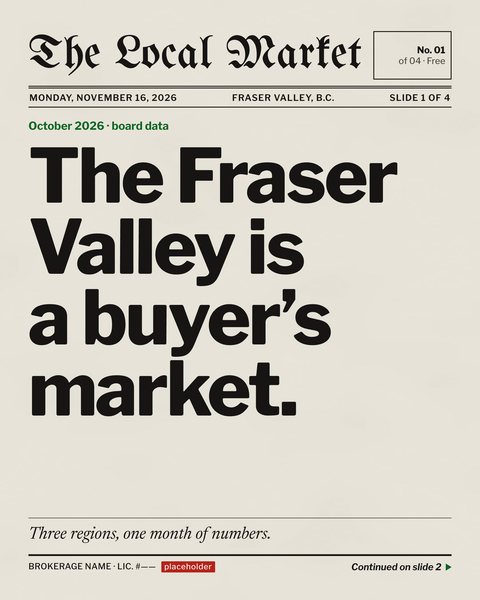 The Local Market
No. 01
of 04 · Free
MONDAY, NOVEMBER 16, 2026 FRASER VALLEY, B.C. SLIDE 1 OF 4
October 2026 · board data
The Fraser
Valley is
a buyer’s
market.
Three regions, one month of numbers.
BROKERAGE NAME · LIC. #—— placeholder Continued on slide 2 ▶